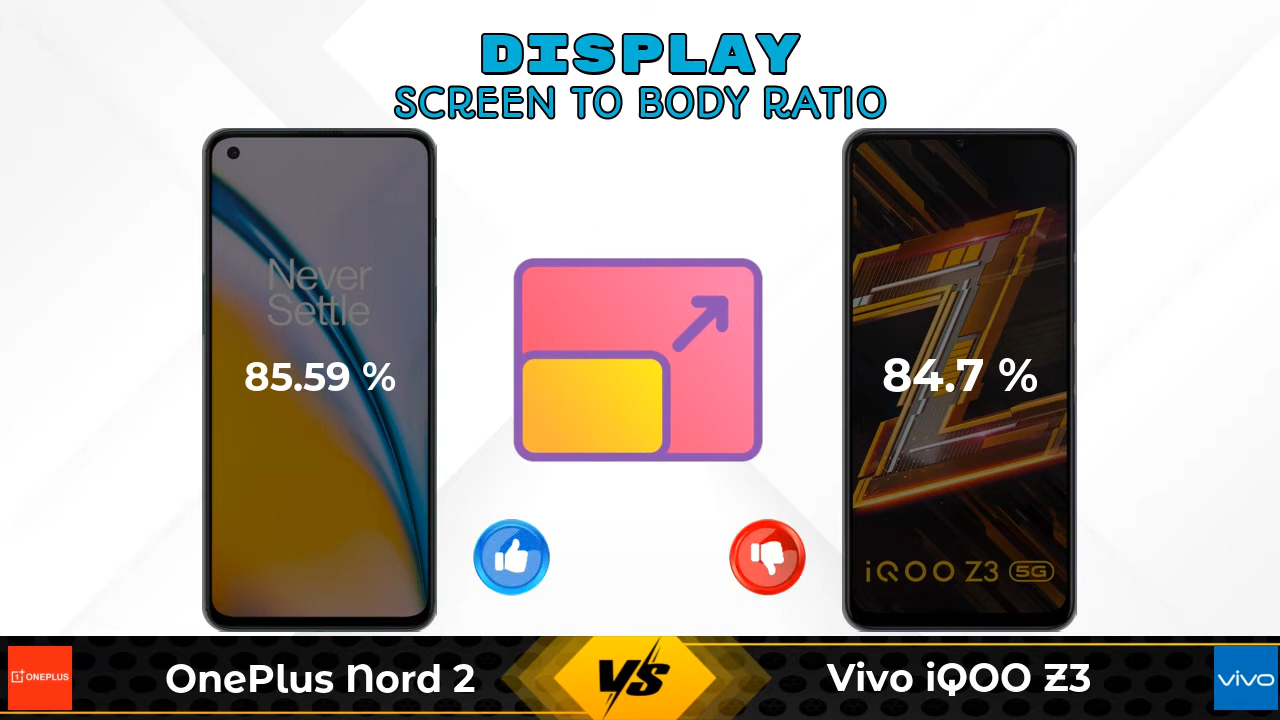 DISPLAY
SCREEN TO BODY RATIO
Never
Settle
85.59 %
84.7 %
iQOO Z3 5G
ONEPLUS
OnePlus Nord 2
VS
Vivo iQOO Z3
vivo